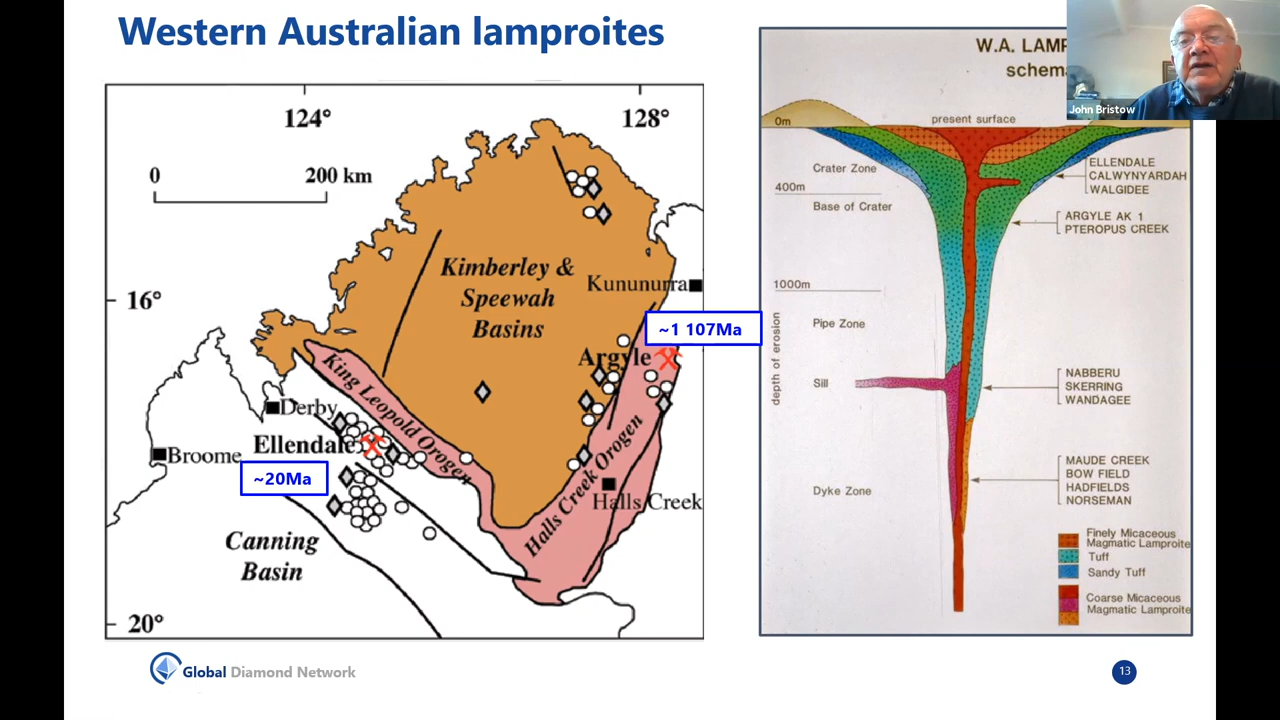 Western Australian lamproites
124°
128°
0
200 km
16°
20°
Kimberley &
Speewah
Basins
Kununurra
~1 107Ma
Argyle
King Leopold Orogen
Derby
Ellendale
Broome
~20Ma
Halls Creek Orogen
Halls Creek
Canning
Basin
W.A.
schem
John Bristow
0m
present surface
Crater Zone
400m
Base of Crater
1000m
Pipe Zone
depth of erosion
Sill
Dyke Zone
ELLENDALE
CALWYNYARDAH
WALGIDEE
ARGYLE AK 1
PTEROPUS CREEK
NABBERU
SKERRING
WANDAGEE
MAUDE CREEK
BOW FIELD
HADFIELDS
NORSEMAN
Finely Micaceous
Magmatic Lamproite
Tuff
Sandy Tuff
Coarse Micaceous
Magmatic Lamproite
Global Diamond Network
13